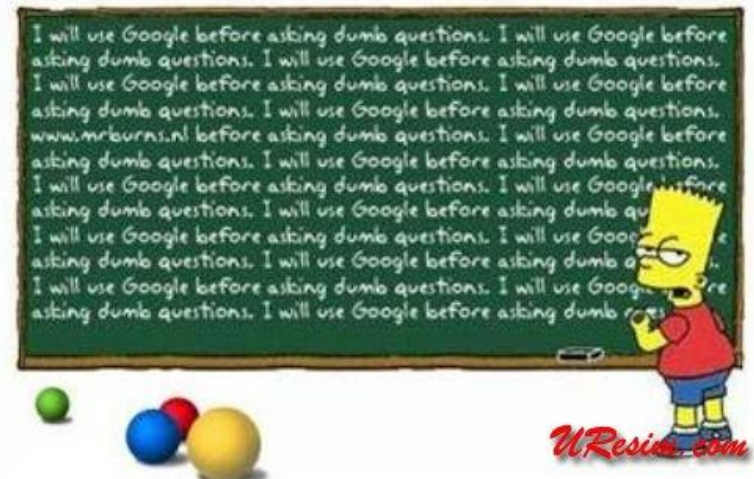 I will use Google before asking dumb questions. I will use Google before
asking dumb questions. I will use Google before asking dumb questions.
I will use Google before asking dumb questions. I will use Google before
asking dumb questions. I will use Google before asking dumb questions.
www.mrburns.nl before asking dumb questions. I will use Google before
asking dumb questions. I will use Google before asking dumb questions.
I will use Google before asking dumb questions. I will use Google before
asking dumb questions. I will use Google before asking dumb qu
I will use Google before asking dumb questions. I will use Goog e
asking dumb questions. I will use Google before asking dumb q
I will use Google before asking dumb questions. I will use Goog re
asking dumb questions. I will use Google before asking dumb
UResim.com